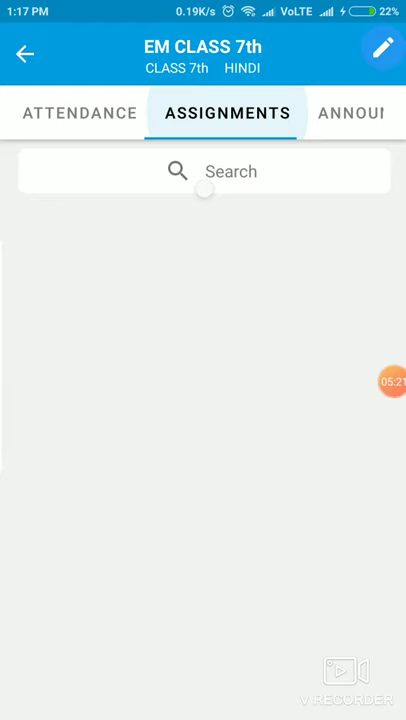 1:17 PM 0.19K/s VoLTE 22%
EM CLASS 7th
CLASS 7th HINDI
ATTENDANCE ASSIGNMENTS ANNOUN
Search
05:21
V RECORDER